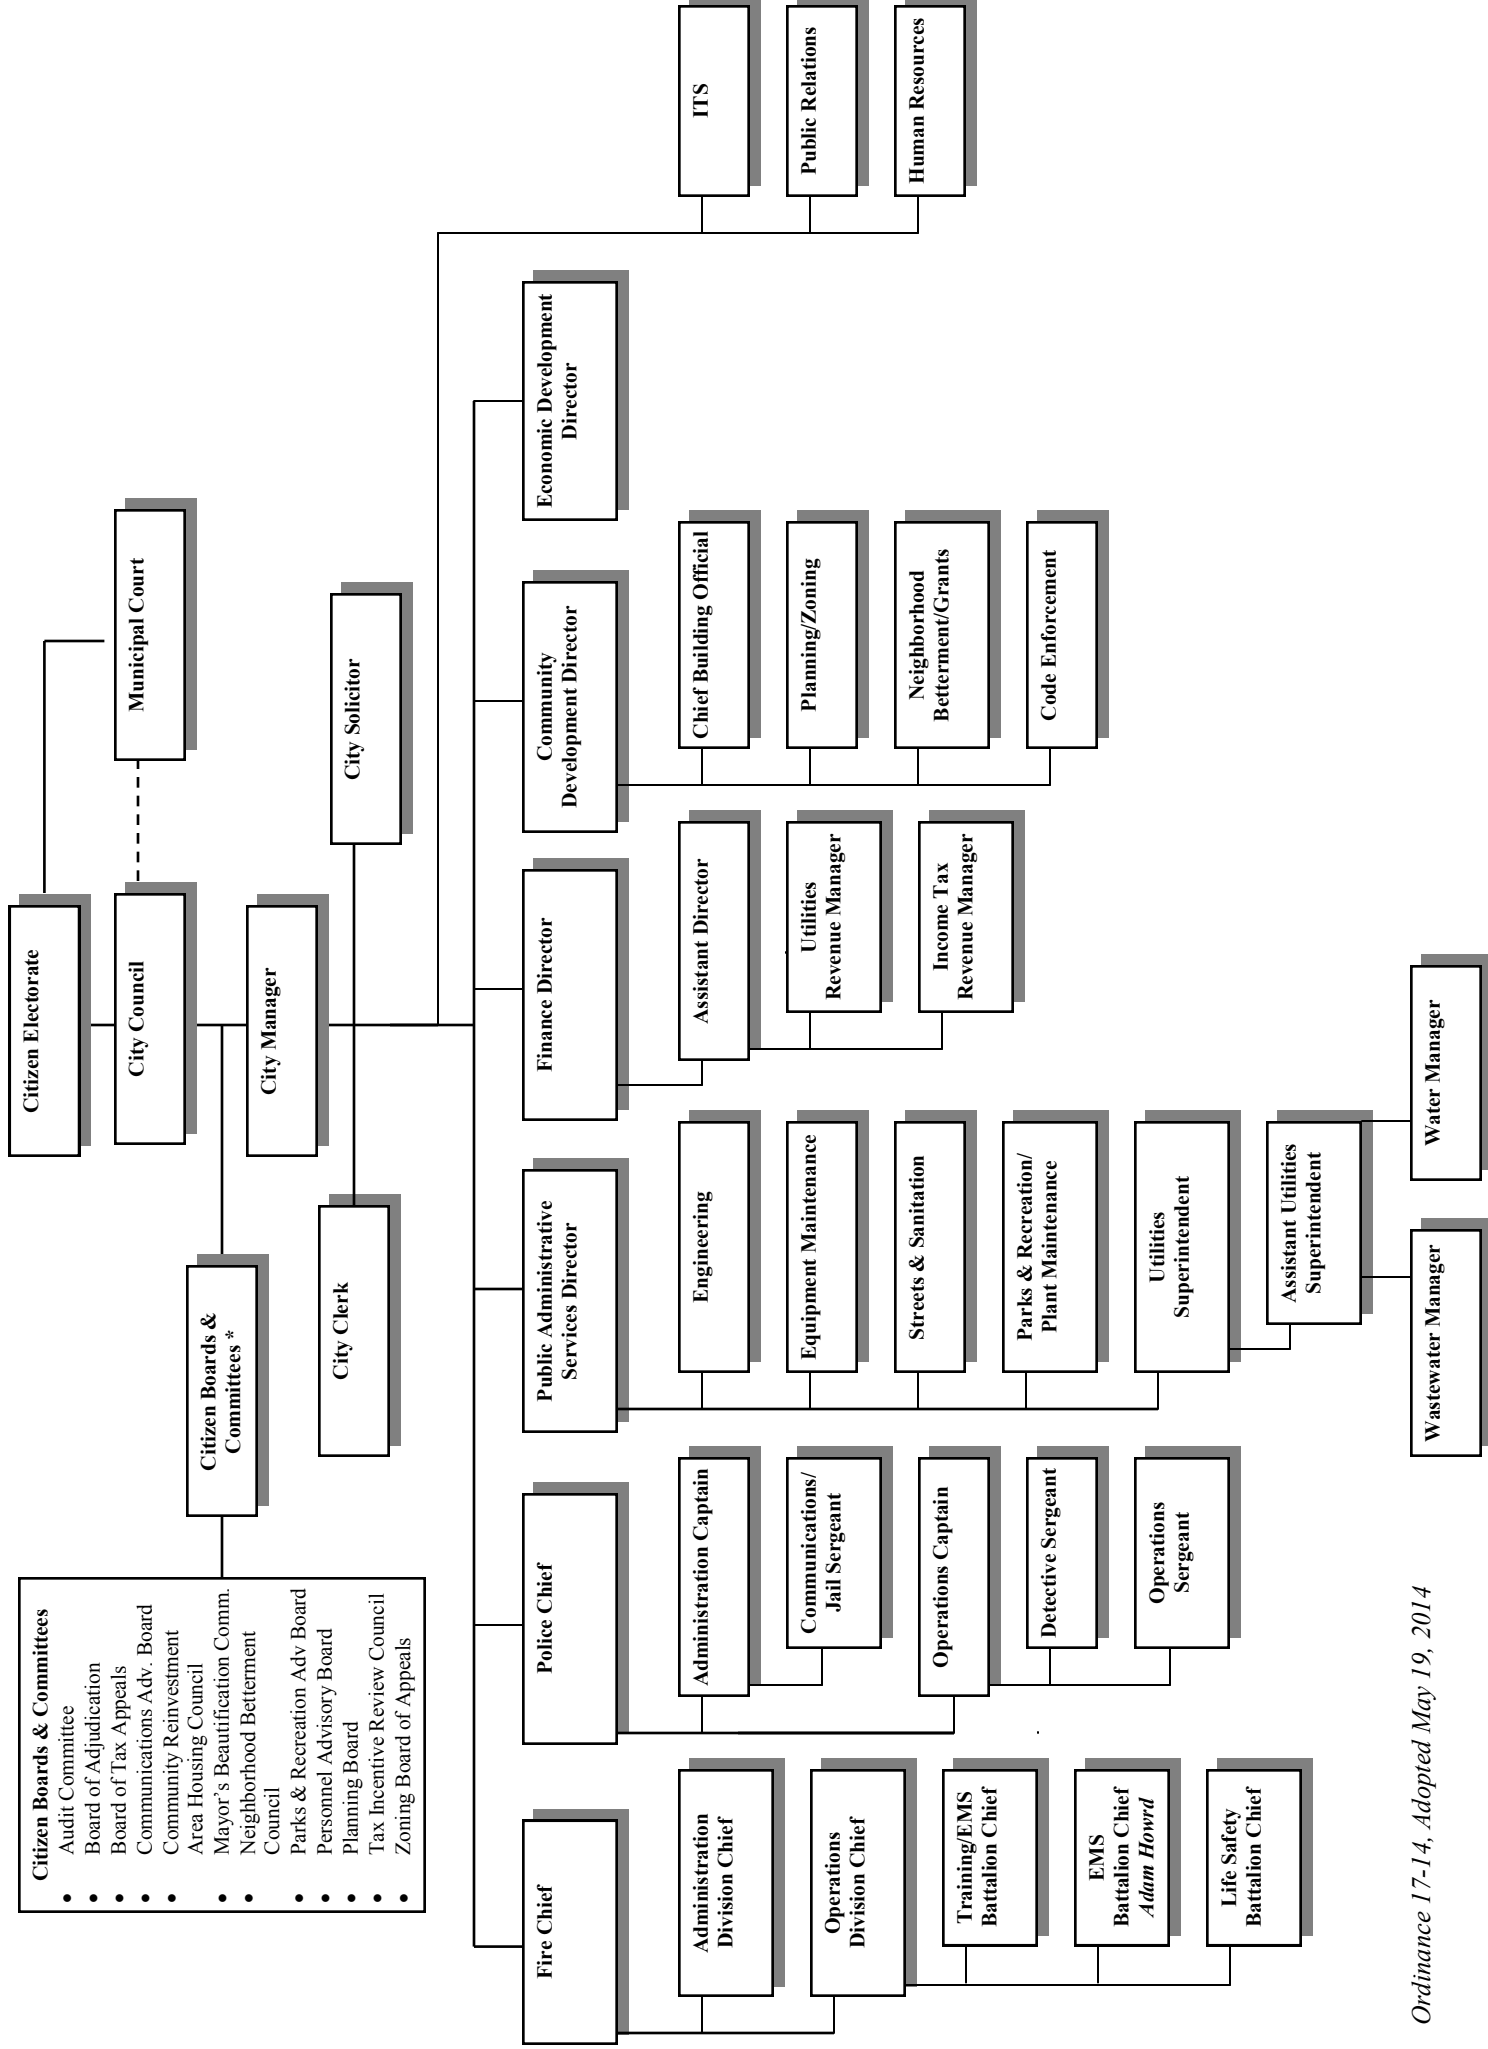 Citizen Electorate
City Council
Municipal Court
Citizen Boards &
Committees *
City Manager
City Clerk
City Solicitor
Citizen Boards & Committees
• Audit Committee
• Board of Adjudication
• Board of Tax Appeals
• Communications Adv. Board
• Community Reinvestment
Area Housing Council
• Mayor’s Beautification Comm.
• Neighborhood Betterment
Council
• Parks & Recreation Adv Board
• Personnel Advisory Board
• Planning Board
• Tax Incentive Review Council
• Zoning Board of Appeals
Fire Chief
Administration
Division Chief
Operations
Division Chief
Training/EMS
Battalion Chief
EMS
Battalion Chief
Adam Howrd
Life Safety
Battalion Chief
Police Chief
Administration Captain
Communications/
Jail Sergeant
Operations Captain
Detective Sergeant
Operations
Sergeant
Public Administrative
Services Director
Engineering
Equipment Maintenance
Streets & Sanitation
Parks & Recreation/
Plant Maintenance
Utilities
Superintendent
Assistant Utilities
Superintendent
Wastewater Manager
Water Manager
Finance Director
Assistant Director
Utilities
Revenue Manager
Income Tax
Revenue Manager
Community
Development Director
Chief Building Official
Planning/Zoning
Neighborhood
Betterment/Grants
Code Enforcement
Economic Development
Director
ITS
Public Relations
Human Resources
Ordinance 17-14, Adopted May 19, 2014